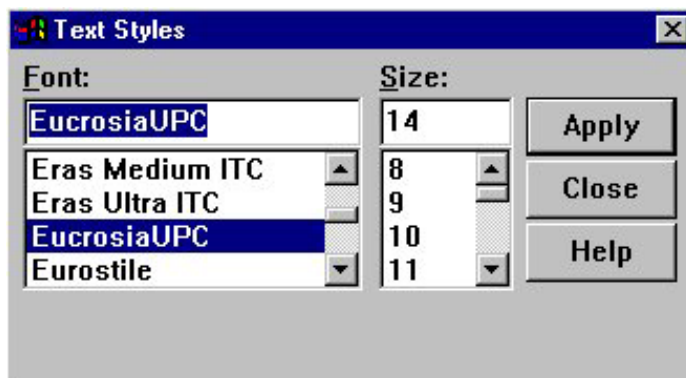 Text Styles
Font:
Size:
EucrosiaUPC
14
Apply
Eras Medium ITC
8
Eras Ultra ITC
9
Close
EucrosiaUPC
10
Eurostile
11
Help